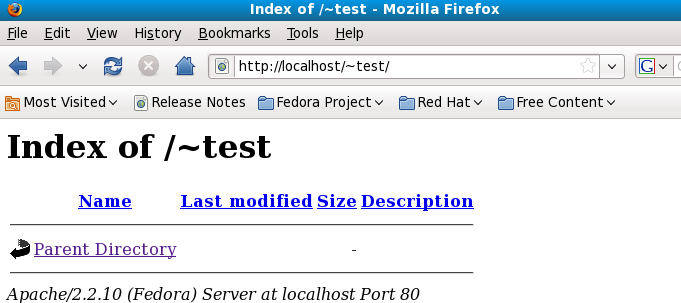 Index of /~test - Mozilla Firefox
File Edit View History Bookmarks Tools Help
http://localhost/~test/ G
Most Visited Release Notes Fedora Project Red Hat Free Content
Index of /~test
Name Last modified Size Description
Parent Directory -
Apache/2.2.10 (Fedora) Server at localhost Port 80